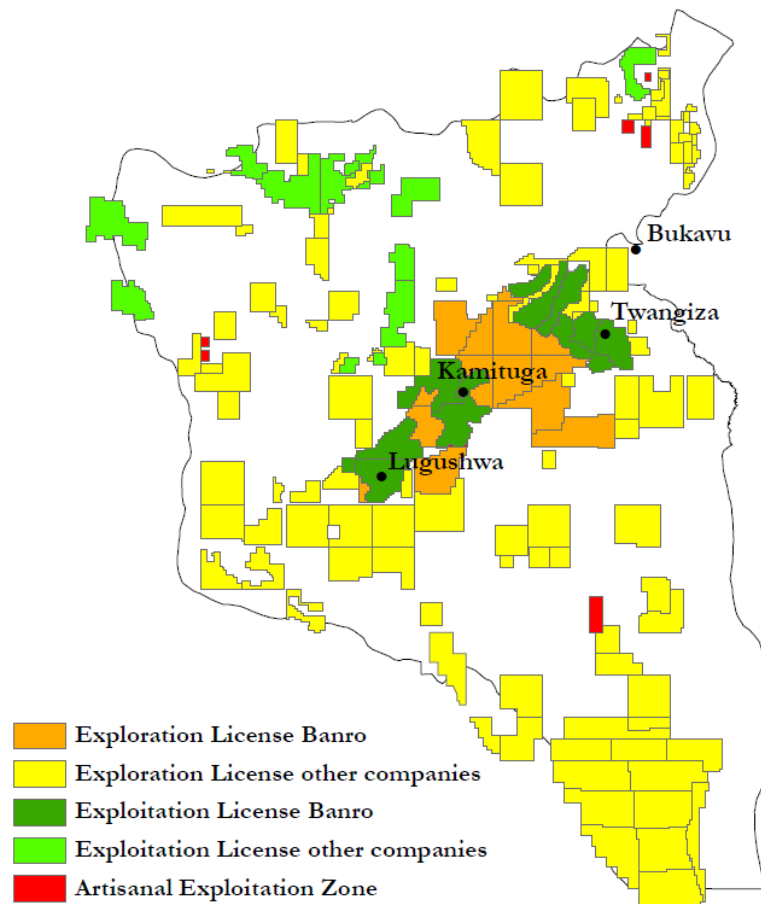 Bukavu
Twangiza
Kamituga
Lugushwa
Exploration License Banro
Exploration License other companies
Exploitation License Banro
Exploitation License other companies
Artisanal Exploitation Zone